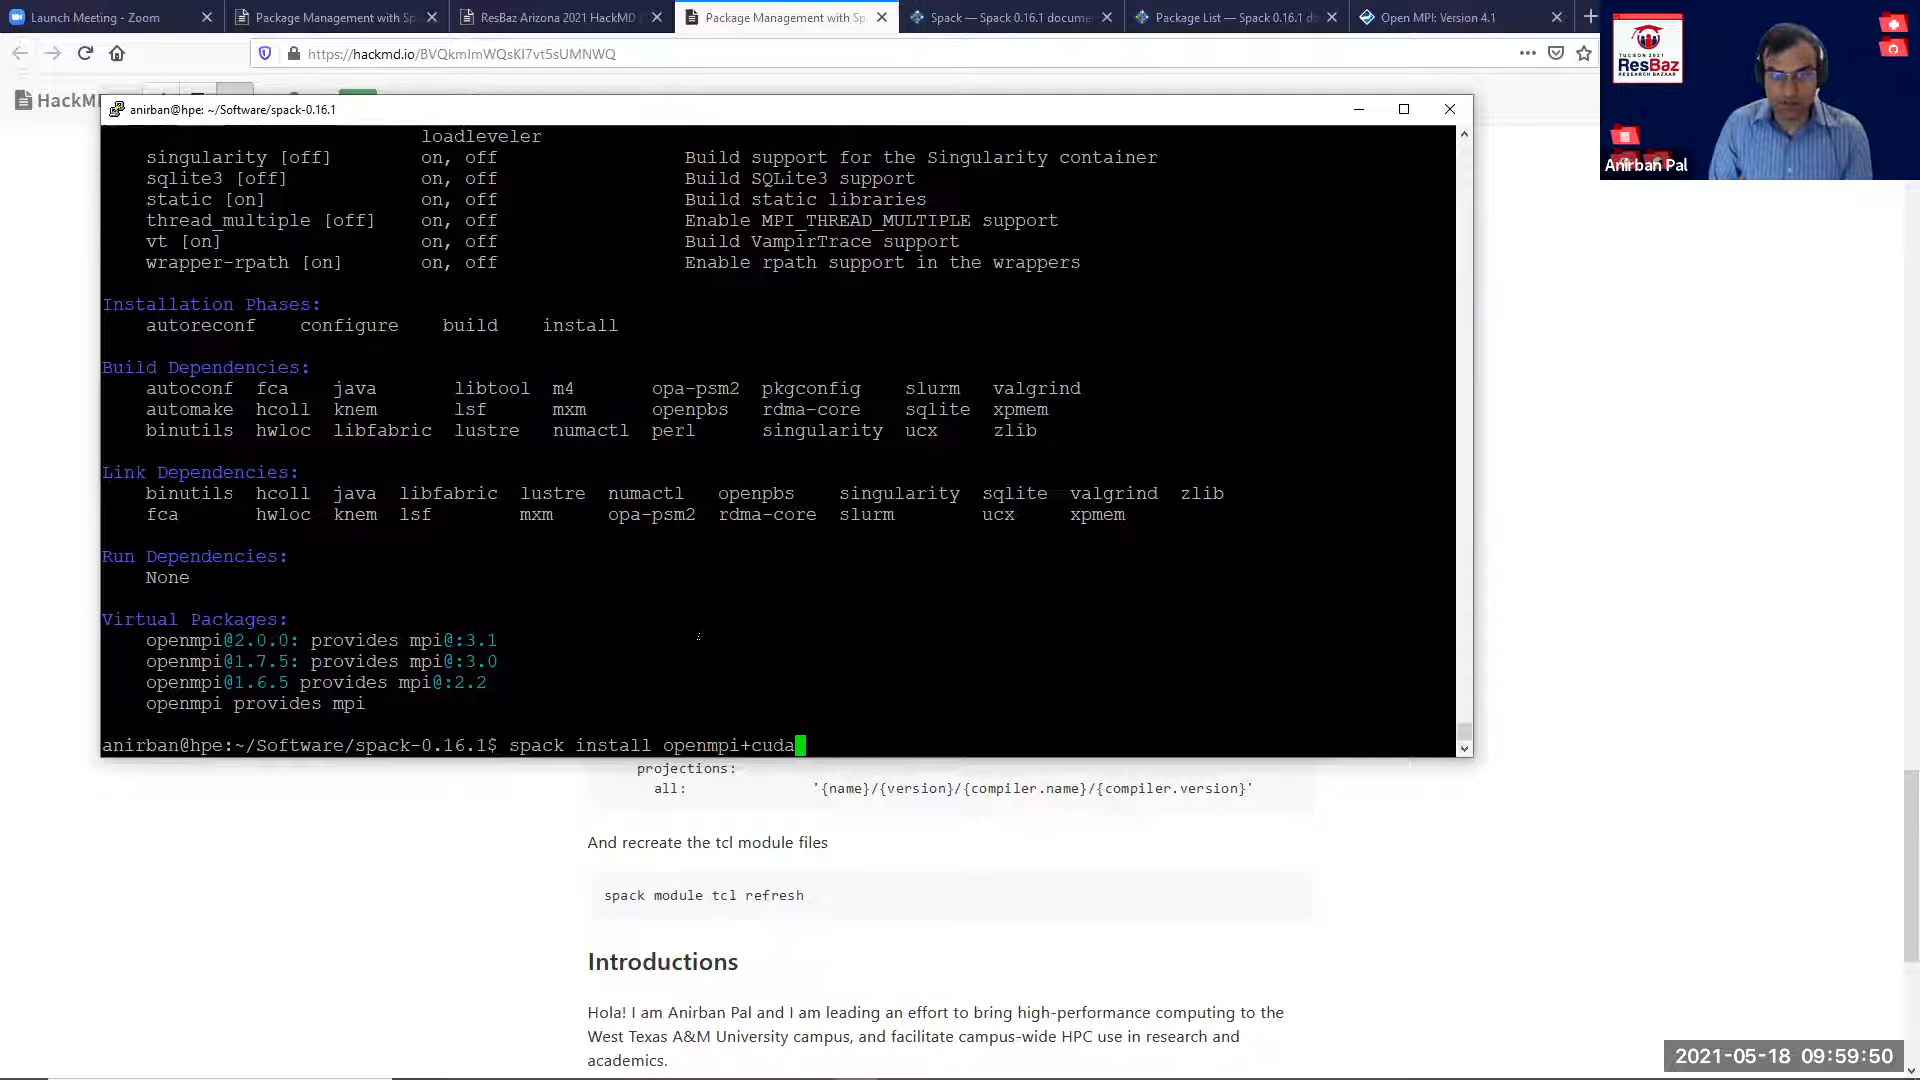 Launch Meeting - Zoom
Package Management with Sp
ResBaz Arizona 2021 HackMD
Package Management with Sp
Spack — Spack 0.16.1 docume
Package List — Spack 0.16.1 d
Open MPI: Version 4.1
https://hackmd.io/BVQkmImWQsKI7vt5sUMNWQ
HackM
anirban@hpe: ~/Software/spack-0.16.1
TUCSON 2021
ResBaz
RESEARCH BAZAAR
Anirban Pal
loadleveler
singularity [off] on, off Build support for the Singularity container
sqlite3 [off] on, off Build SQLite3 support
static [on] on, off Build static libraries
thread_multiple [off] on, off Enable MPI_THREAD_MULTIPLE support
vt [on] on, off Build VampirTrace support
wrapper-rpath [on] on, off Enable rpath support in the wrappers
Installation Phases:
autoreconf configure build install
Build Dependencies:
autoconf fca java libtool m4 opa-psm2 pkgconfig slurm valgrind
automake hcoll knem lsf mxm openpbs rdma-core sqlite xpmem
binutils hwloc libfabric lustre numactl perl singularity ucx zlib
Link Dependencies:
binutils hcoll java libfabric lustre numactl openpbs singularity sqlite valgrind zlib
fca hwloc knem lsf mxm opa-psm2 rdma-core slurm ucx xpmem
Run Dependencies:
None
Virtual Packages:
openmpi@2.0.0: provides mpi@:3.1
openmpi@1.7.5: provides mpi@:3.0
openmpi@1.6.5 provides mpi@:2.2
openmpi provides mpi
anirban@hpe:~/Software/spack-0.16.1$ spack install openmpi+cuda
projections:
all: '{name}/{version}/{compiler.name}/{compiler.version}'
And recreate the tcl module files
spack module tcl refresh
Introductions
Hola! I am Anirban Pal and I am leading an effort to bring high-performance computing to the
West Texas A&M University campus, and facilitate campus-wide HPC use in research and
academics.
2021-05-18 09:59:50